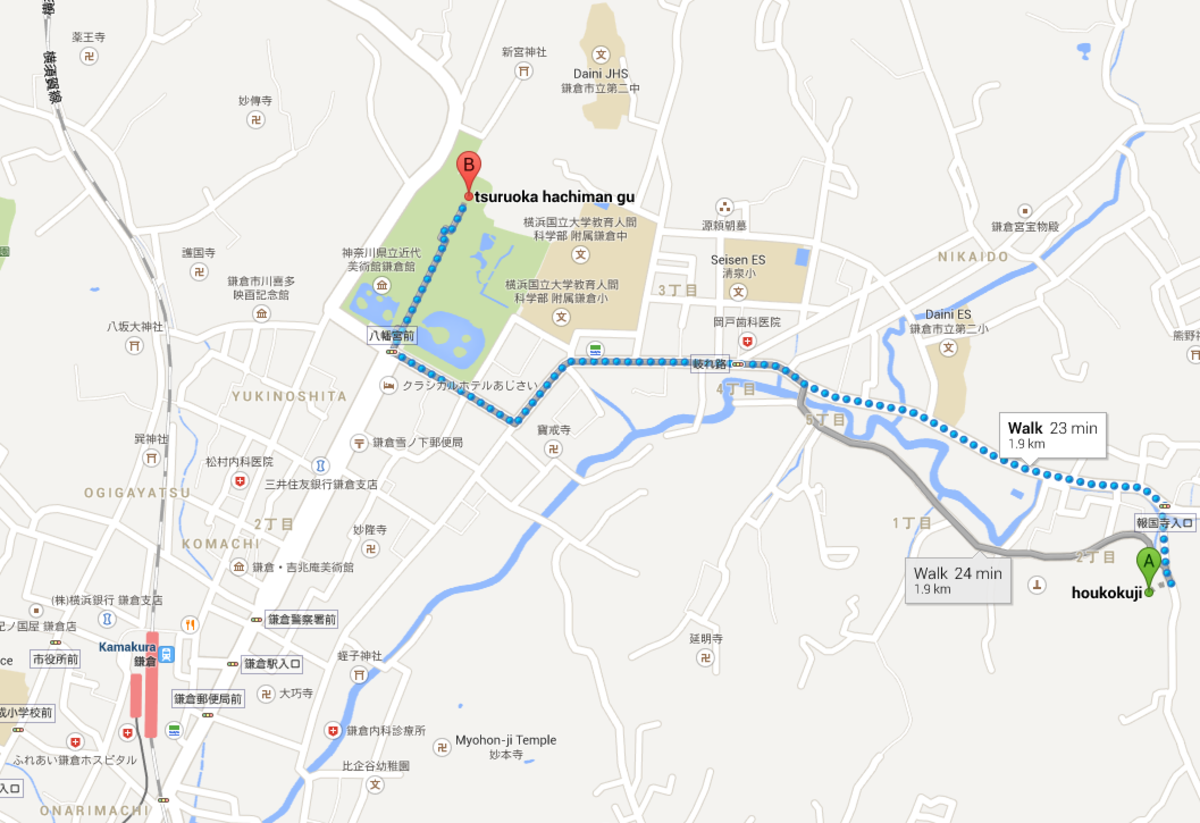 薬王寺
横須賀線
妙傳寺
新宮神社
Daini JHS
鎌倉市立第二中
B
tsuruoka hachiman gu
横浜国立大学教育人間
科学部 附属鎌倉中
源頼朝墓
鎌倉宮宝物殿
NIKAIDO
護国寺
神奈川県立近代
美術館鎌倉館
鎌倉市川喜多
映画記念館
横浜国立大学教育人間
科学部 附属鎌倉小
3丁目
Seisen ES
清泉小
岡戸歯科医院
Daini ES
鎌倉市立第二小
八坂大神社
八幡宮前
岐れ路
4丁目
クラシカルホテルあじさい
YUKINOSHITA
5丁目
Walk 23 min
1.9 km
巽神社
鎌倉雪ノ下郵便局
寶戒寺
松村内科医院
三井住友銀行鎌倉支店
OGIGAYATSU
2丁目
1丁目
報国寺入口
妙隆寺
KOMACHI
2丁目
鎌倉・吉兆庵美術館
Walk 24 min
1.9 km
A
houkokuji
(株)横浜銀行 鎌倉支店
鎌倉警察署前
紀ノ国屋 鎌倉店
延明寺
Kamakura
鎌倉
市役所前
鎌倉駅入口
蛭子神社
鎌倉郵便局前
大巧寺
成小学校前
鎌倉内科診療所
Myohon-ji Temple
妙本寺
ふれあい鎌倉ホスピタル
比企谷幼稚園
入口
ONARIMACHI